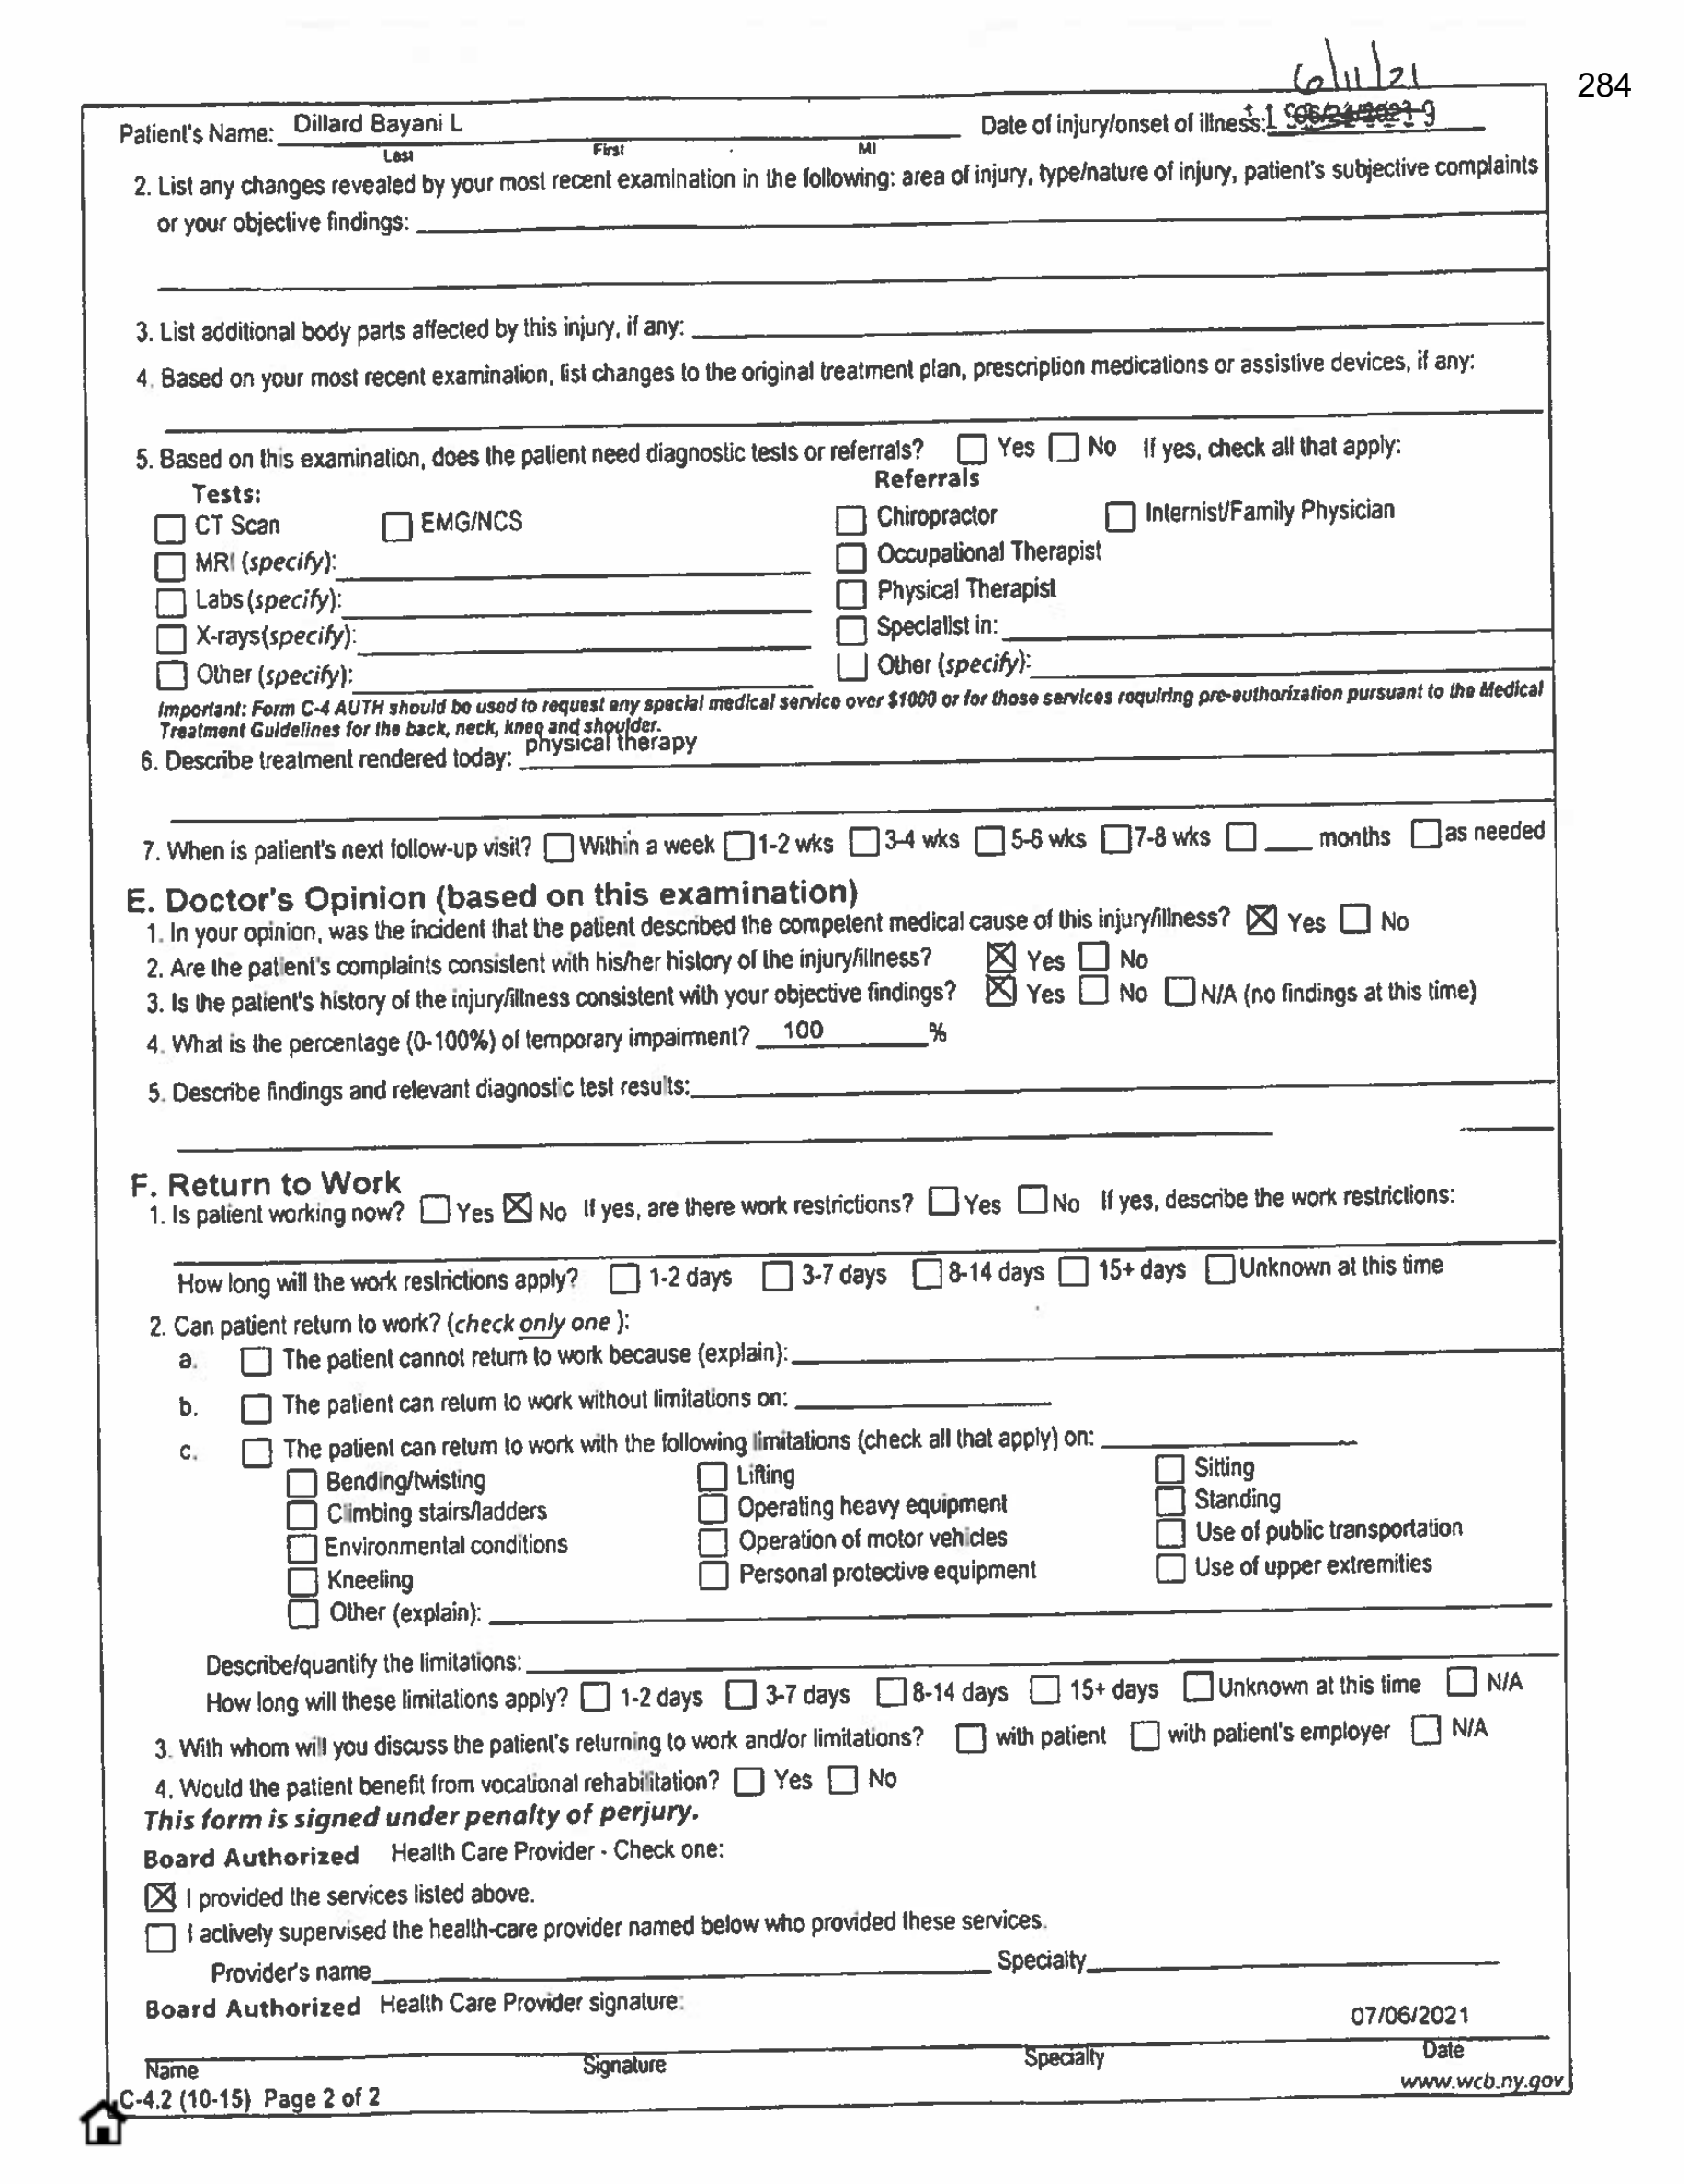 6/11/21
284
Patient's Name: Dillard Bayani L Date of injury/onset of illness:
Last First MI
2. List any changes revealed by your most recent examination in the following: area of injury, type/nature of injury, patient's subjective complaints
or your objective findings:
3. List additional body parts affected by this injury, if any:
4. Based on your most recent examination, list changes to the original treatment plan, prescription medications or assistive devices, if any:
5. Based on this examination, does the patient need diagnostic tests or referrals? Yes No If yes, check all that apply:
Tests: Referrals
CT Scan EMG/NCS Chiropractor Internist/Family Physician
MRI (specify): Occupational Therapist
Labs (specify): Physical Therapist
X-rays(specify): Specialist in:
Other (specify): Other (specify):
Important: Form C-4 AUTH should be used to request any special medical service over $1000 or for those services requiring pre-authorization pursuant to the Medical
Treatment Guidelines for the back, neck, knee and shoulder.
6. Describe treatment rendered today: physical therapy
7. When is patient's next follow-up visit? Within a week 1-2 wks 3-4 wks 5-6 wks 7-8 wks ___ months as needed
E. Doctor's Opinion (based on this examination)
1. In your opinion, was the incident that the patient described the competent medical cause of this injury/illness? ☒ Yes ☐ No
2. Are the patient's complaints consistent with his/her history of the injury/illness? ☒ Yes ☐ No
3. Is the patient's history of the injury/illness consistent with your objective findings? ☒ Yes ☐ No ☐ N/A (no findings at this time)
4. What is the percentage (0-100%) of temporary impairment? 100 %
5. Describe findings and relevant diagnostic test results:
F. Return to Work
1. Is patient working now? ☐ Yes ☒ No If yes, are there work restrictions? ☐ Yes ☐ No If yes, describe the work restrictions:
How long will the work restrictions apply? 1-2 days 3-7 days 8-14 days 15+ days Unknown at this time
2. Can patient return to work? (check only one ):
a. The patient cannot return to work because (explain):
b. The patient can return to work without limitations on:
c. The patient can return to work with the following limitations (check all that apply) on:
Bending/twisting Lifting Sitting
Climbing stairs/ladders Operating heavy equipment Standing
Environmental conditions Operation of motor vehicles Use of public transportation
Kneeling Personal protective equipment Use of upper extremities
Other (explain):
Describe/quantify the limitations:
How long will these limitations apply? 1-2 days 3-7 days 8-14 days 15+ days Unknown at this time N/A
3. With whom will you discuss the patient's returning to work and/or limitations? with patient with patient's employer N/A
4. Would the patient benefit from vocational rehabilitation? Yes No
This form is signed under penalty of perjury.
Board Authorized Health Care Provider - Check one:
☒ I provided the services listed above.
☐ I actively supervised the health-care provider named below who provided these services.
Provider's name Specialty
Board Authorized Health Care Provider signature:
07/06/2021
Name Signature Specialty Date
C-4.2 (10-15) Page 2 of 2 www.wcb.ny.gov